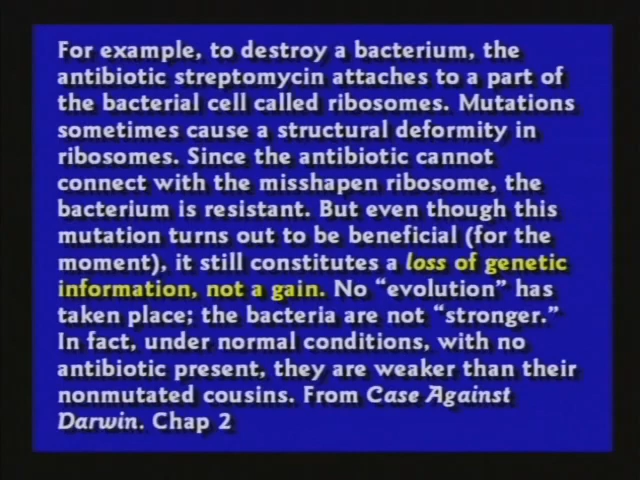 For example, to destroy a bacterium, the
antibiotic streptomycin attaches to a part of
the bacterial cell called ribosomes. Mutations
sometimes cause a structural deformity in
ribosomes. Since the antibiotic cannot
connect with the misshapen ribosome, the
bacterium is resistant. But even though this
mutation turns out to be beneficial (for the
moment), it still constitutes a loss of genetic
information, not a gain. No “evolution” has
taken place; the bacteria are not “stronger.”
In fact, under normal conditions, with no
antibiotic present, they are weaker than their
nonmutated cousins. From Case Against
Darwin. Chap 2